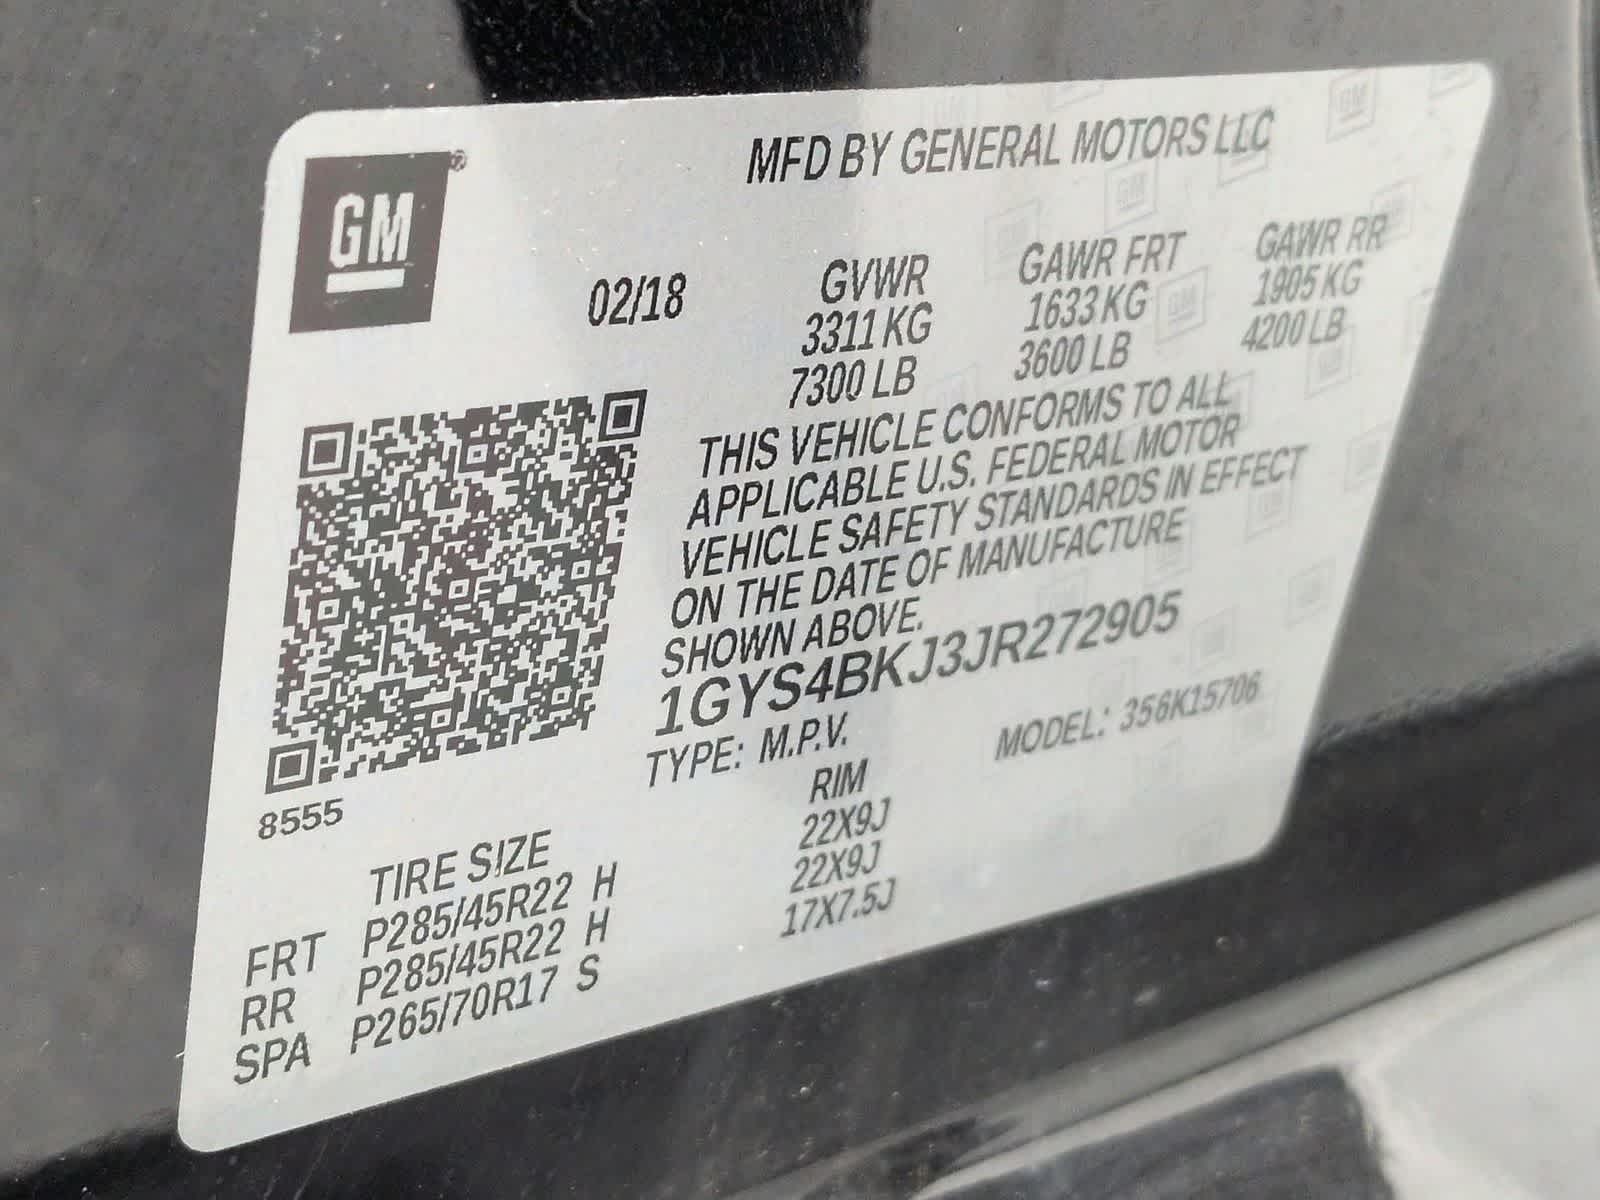 GM®
MFD BY GENERAL MOTORS LLC
02/18 GVWR GAWR FRT GAWR RR
3311 KG 1633 KG 1905 KG
7300 LB 3600 LB 4200 LB
THIS VEHICLE CONFORMS TO ALL
APPLICABLE U.S. FEDERAL MOTOR
VEHICLE SAFETY STANDARDS IN EFFECT
ON THE DATE OF MANUFACTURE
SHOWN ABOVE.
1GYS4BKJ3JR272905
TYPE: M.P.V. MODEL: 356K15706
8555
TIRE SIZE RIM
FRT P285/45R22 H 22X9J
RR P285/45R22 H 22X9J
SPA P265/70R17 S 17X7.5J